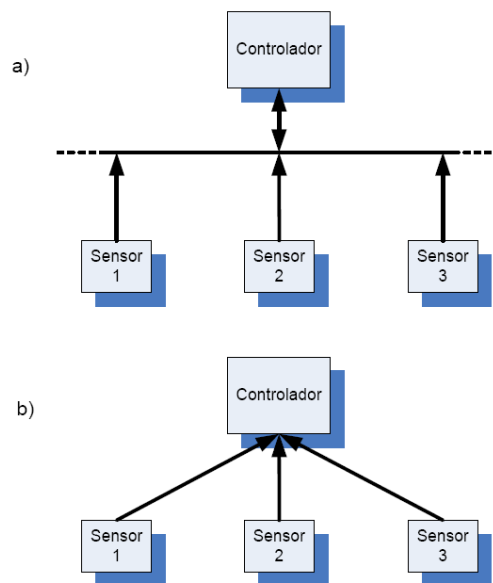 a)
Controlador
Sensor
1
Sensor
2
Sensor
3
b)
Controlador
Sensor
1
Sensor
2
Sensor
3